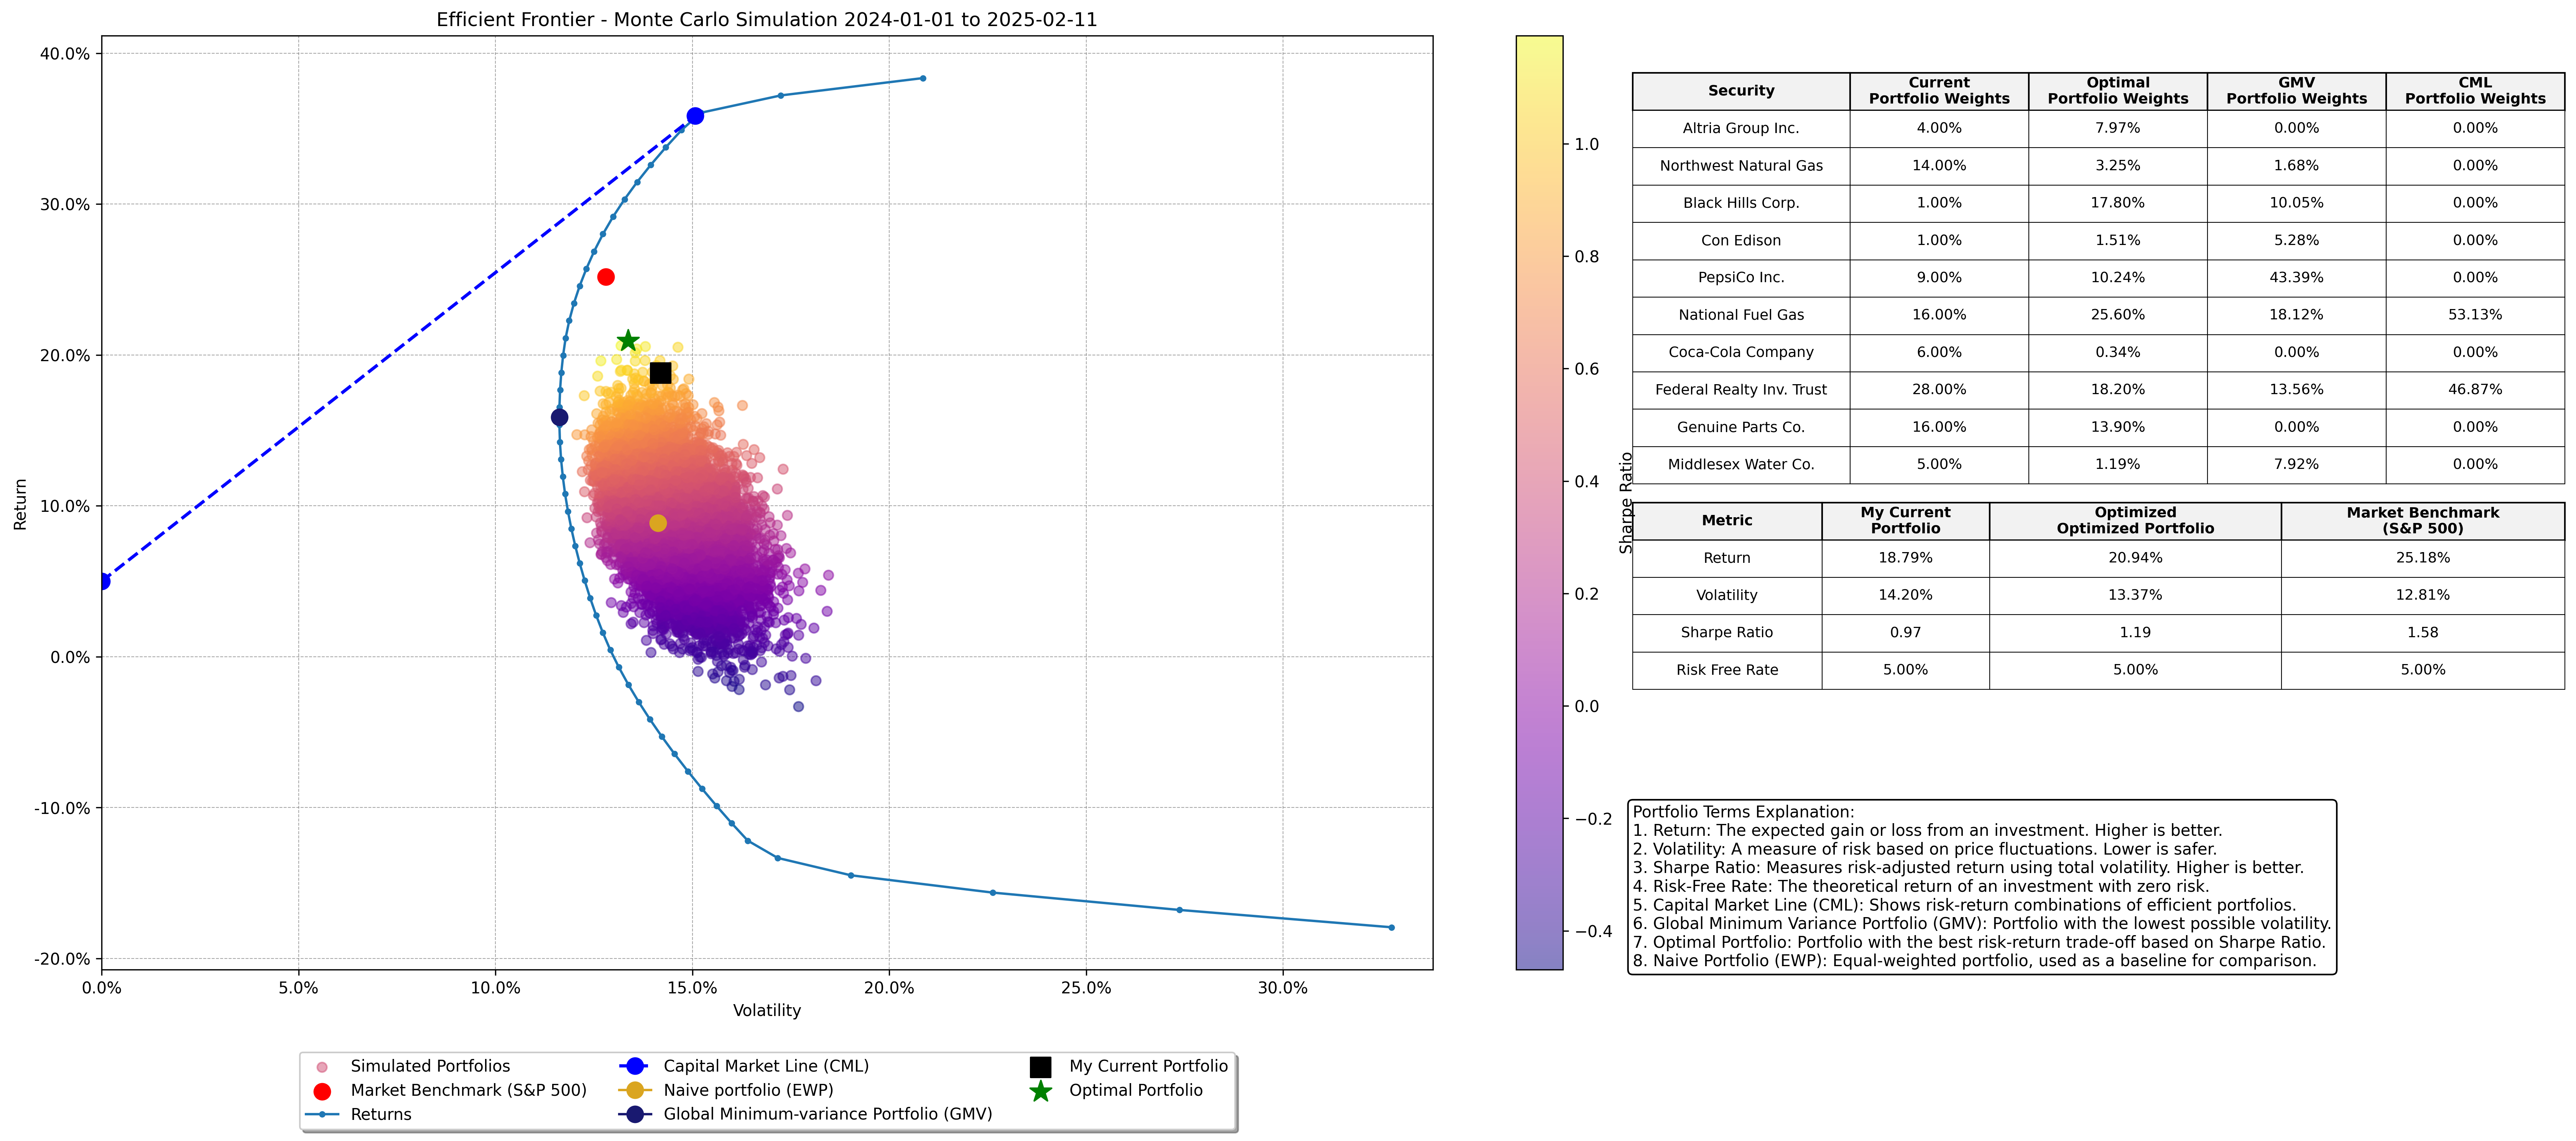 Efficient Frontier - Monte Carlo Simulation 2024-01-01 to 2025-02-11
40.0%
30.0%
20.0%
10.0%
0.0%
-10.0%
-20.0%
Return
0.0% 5.0% 10.0% 15.0% 20.0% 25.0% 30.0%
Volatility
Simulated Portfolios
Market Benchmark (S&P 500)
Returns
Capital Market Line (CML)
Naive portfolio (EWP)
Global Minimum-variance Portfolio (GMV)
My Current Portfolio
Optimal Portfolio
1.0
0.8
0.6
0.4
0.2
0.0
−0.2
−0.4
Sharpe Ratio
Security Current Portfolio Weights Optimal Portfolio Weights GMV Portfolio Weights CML Portfolio Weights
Altria Group Inc. 4.00% 7.97% 0.00% 0.00%
Northwest Natural Gas 14.00% 3.25% 1.68% 0.00%
Black Hills Corp. 1.00% 17.80% 10.05% 0.00%
Con Edison 1.00% 1.51% 5.28% 0.00%
PepsiCo Inc. 9.00% 10.24% 43.39% 0.00%
National Fuel Gas 16.00% 25.60% 18.12% 53.13%
Coca-Cola Company 6.00% 0.34% 0.00% 0.00%
Federal Realty Inv. Trust 28.00% 18.20% 13.56% 46.87%
Genuine Parts Co. 16.00% 13.90% 0.00% 0.00%
Middlesex Water Co. 5.00% 1.19% 7.92% 0.00%
Metric My Current Portfolio Optimized Optimized Portfolio Market Benchmark (S&P 500)
Return 18.79% 20.94% 25.18%
Volatility 14.20% 13.37% 12.81%
Sharpe Ratio 0.97 1.19 1.58
Risk Free Rate 5.00% 5.00% 5.00%
Portfolio Terms Explanation:
1. Return: The expected gain or loss from an investment. Higher is better.
2. Volatility: A measure of risk based on price fluctuations. Lower is safer.
3. Sharpe Ratio: Measures risk-adjusted return using total volatility. Higher is better.
4. Risk-Free Rate: The theoretical return of an investment with zero risk.
5. Capital Market Line (CML): Shows risk-return combinations of efficient portfolios.
6. Global Minimum Variance Portfolio (GMV): Portfolio with the lowest possible volatility.
7. Optimal Portfolio: Portfolio with the best risk-return trade-off based on Sharpe Ratio.
8. Naive Portfolio (EWP): Equal-weighted portfolio, used as a baseline for comparison.